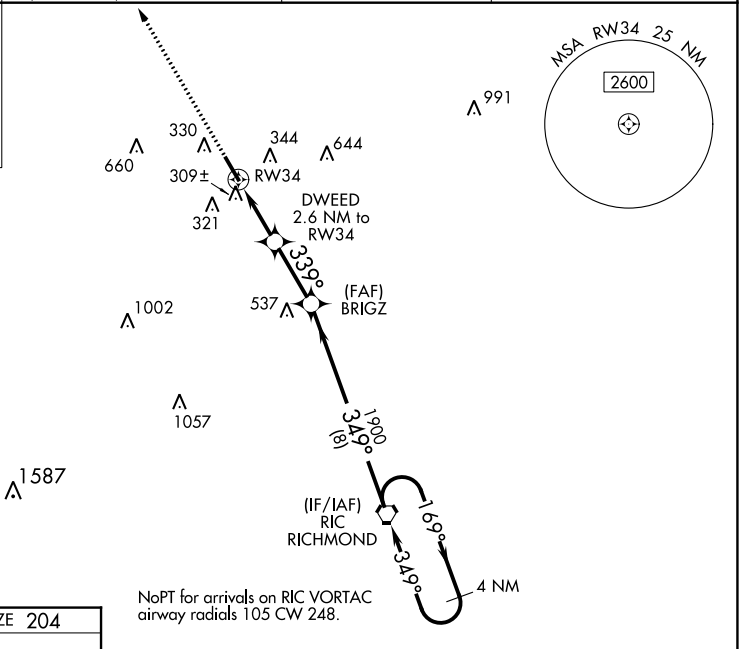 MSA RW34 25 NM
2600
991
330
344
644
660
309±
RW34
321
DWEED
2.6 NM to
RW34
339°
(FAF)
BRIGZ
537
1002
1057
1900
349°
(8)
1587
(IF/IAF)
RIC
RICHMOND
169°
349°
4 NM
NoPT for arrivals on RIC VORTAC
airway radials 105 CW 248.
ZE 204